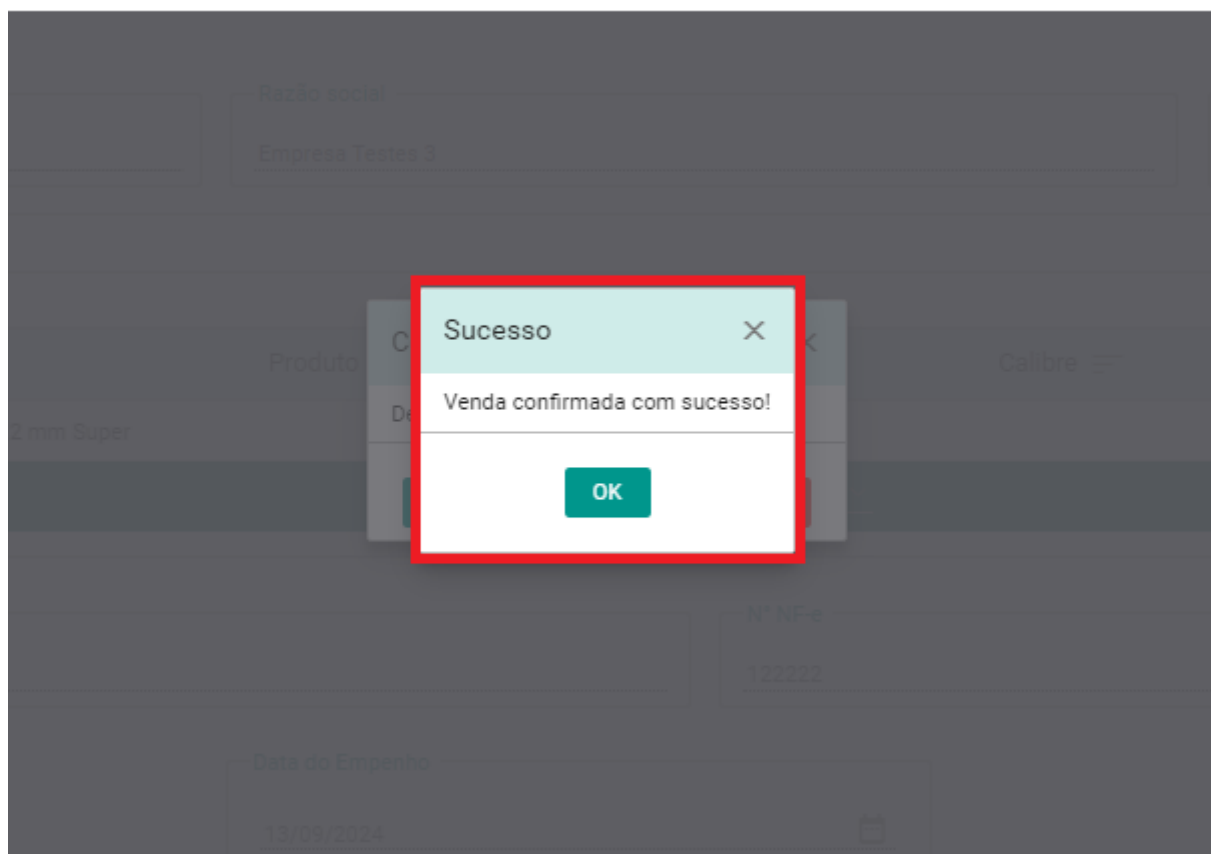 Razão social
Empresa Testes 3
Sucesso
Produto
Calibre
Venda confirmada com sucesso!
2 mm Super
OK
N° NF-e
122222
Data do Empenho
13/09/2024